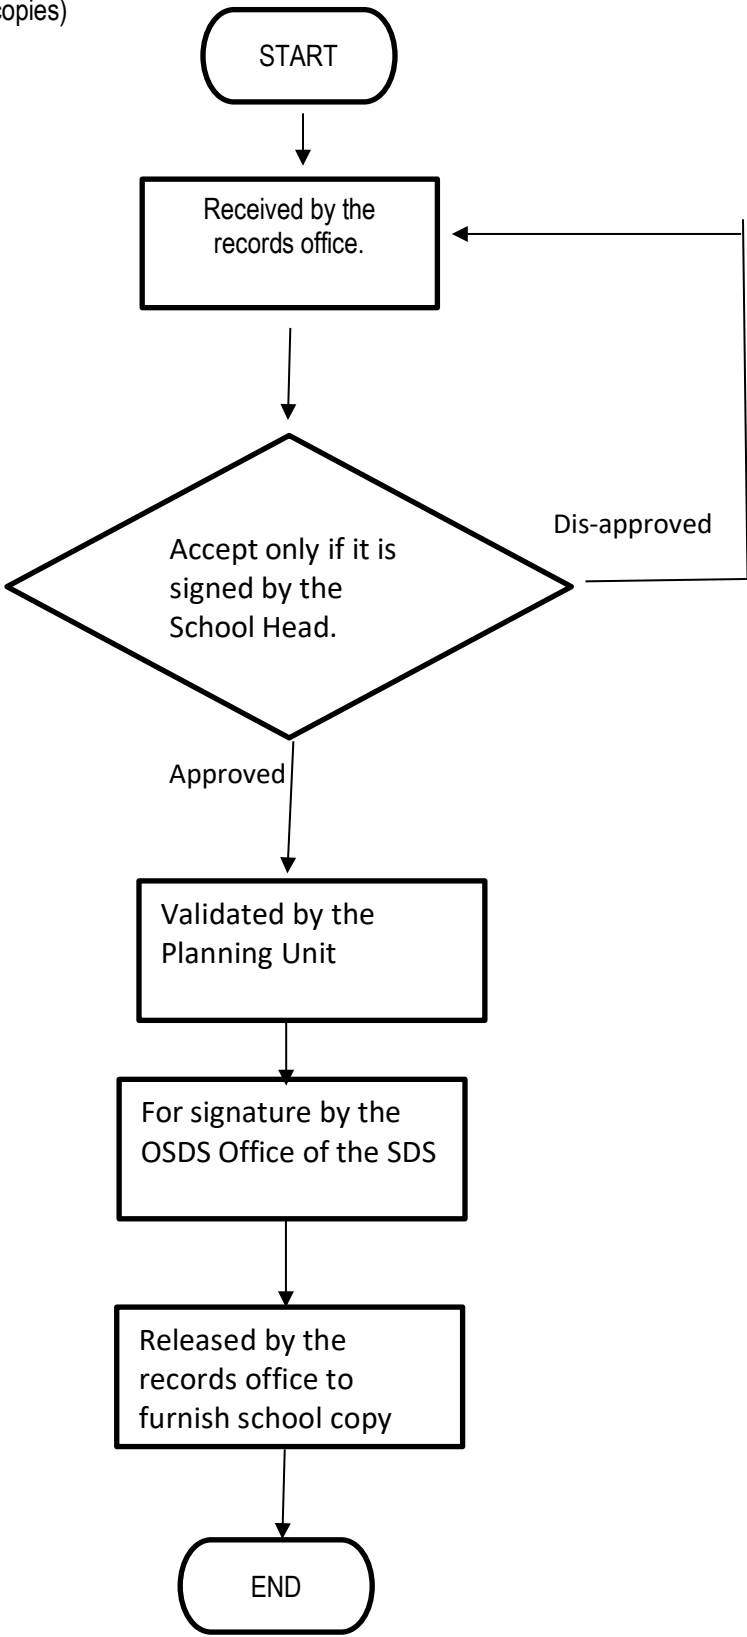 copies)
START
Received by the
records office.
Dis-approved
Accept only if it is
signed by the
School Head.
Approved
Validated by the
Planning Unit
For signature by the
OSDS Office of the SDS
Released by the
records office to
furnish school copy
END